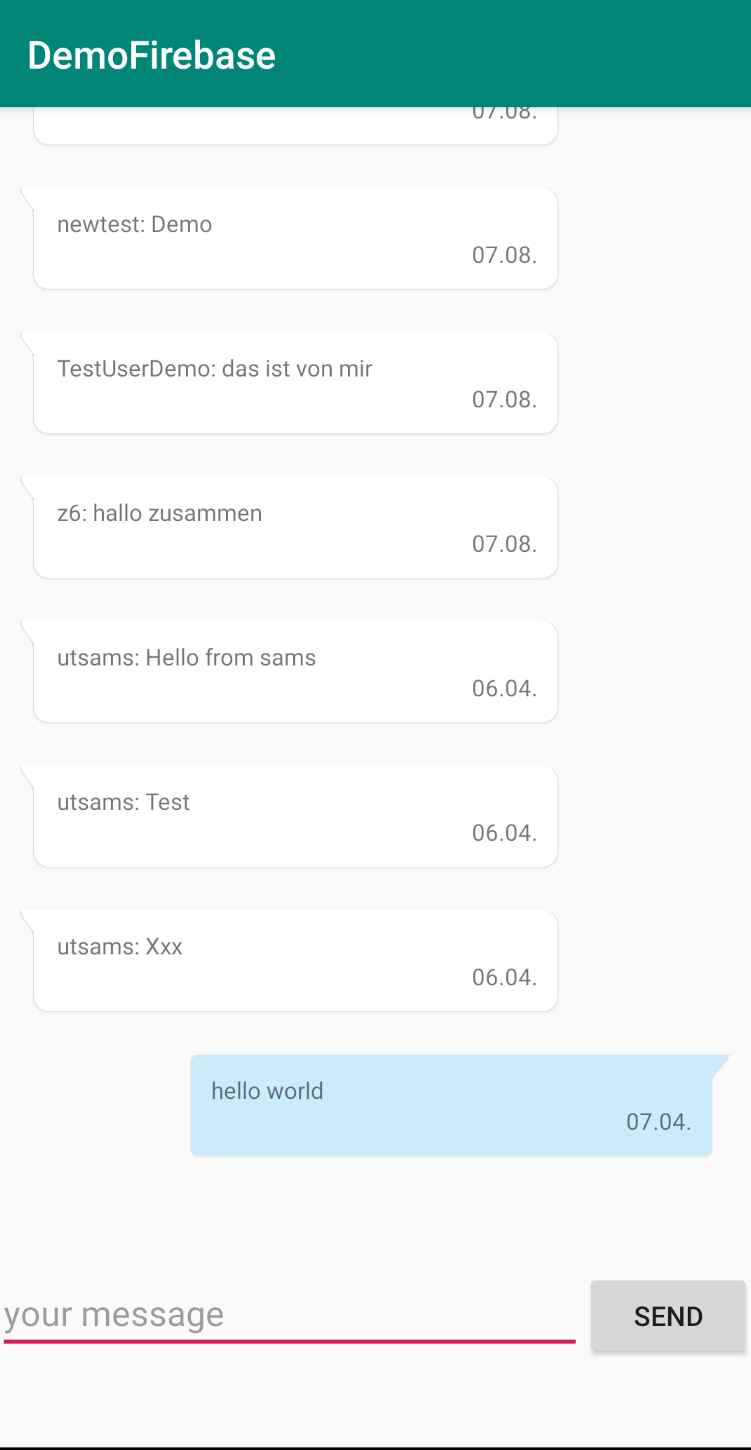 DemoFirebase
07.08.
newtest: Demo
07.08.
TestUserDemo: das ist von mir
07.08.
z6: hallo zusammen
07.08.
utsams: Hello from sams
06.04.
utsams: Test
06.04.
utsams: Xxx
06.04.
hello world
07.04.
your message
SEND